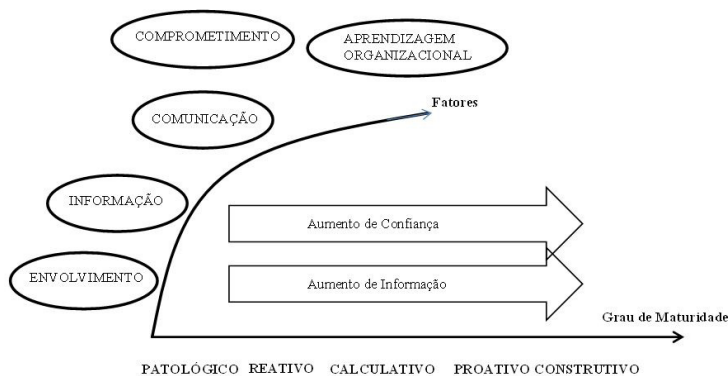 COMPROMETIMENTO
APRENDIZAGEM
ORGANIZACIONAL
Fatores
COMUNICAÇÃO
INFORMAÇÃO
Aumento de Confiança
ENVOLVIMENTO
Aumento de Informação
Grau de Maturidade
PATOLÓGICO REATIVO CALCULATIVO PROATIVO CONSTRUTIVO